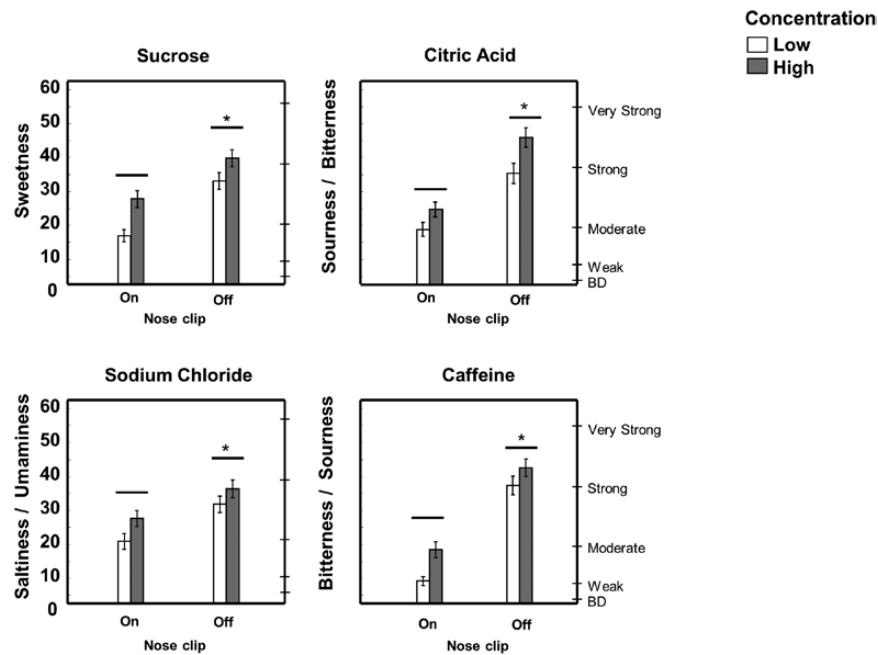 Concentration
Low
High
Sucrose
Sweetness
60
50
40
30
20
10
0
*
On
Off
Nose clip
Citric Acid
Sourness / Bitterness
*
Very Strong
Strong
Moderate
Weak
BD
On
Off
Nose clip
Sodium Chloride
Saltiness / Umaminess
60
50
40
30
20
10
0
*
On
Off
Nose clip
Caffeine
Bitterness / Sourness
*
Very Strong
Strong
Moderate
Weak
BD
On
Off
Nose clip